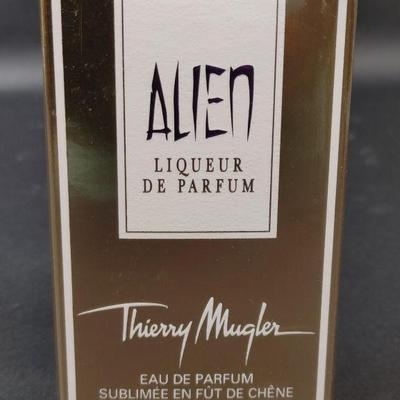 ALIEN
LIQUEUR
DE PARFUM
Thierry Mugler
EAU DE PARFUM
SUBLIMÉE EN FÛT DE CHÊNE